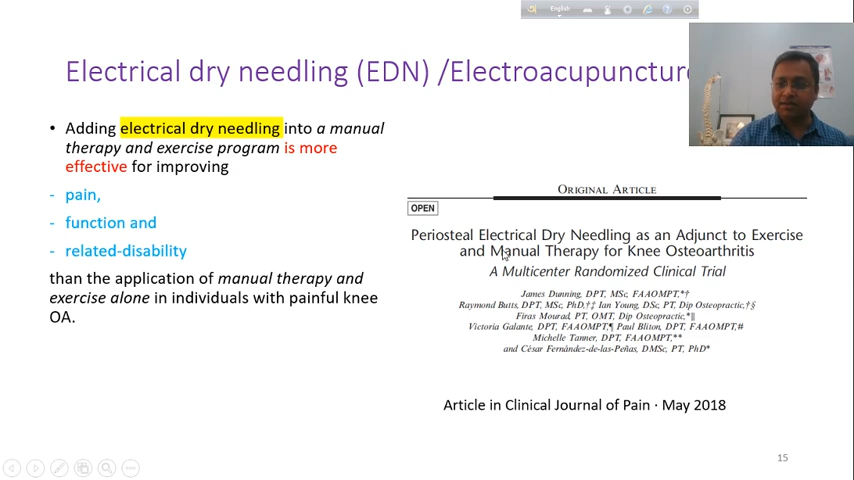 English
Electrical dry needling (EDN) /Electroacupuncture
• Adding electrical dry needling into a manual
therapy and exercise program is more
effective for improving
- pain,
- function and
- related-disability
than the application of manual therapy and
exercise alone in individuals with painful knee
OA.
ORIGINAL ARTICLE
OPEN
Periosteal Electrical Dry Needling as an Adjunct to Exercise
and Manual Therapy for Knee Osteoarthritis
A Multicenter Randomized Clinical Trial
James Dunning, DPT, MSc, FAAOMPT,*†
Raymond Butts, DPT, MSc, PhD,†‡ Ian Young, DSc, PT, Dip Osteopractic,†§
Firas Mourad, PT, OMT, Dip Osteopractic,*∥
Victoria Galante, DPT, FAAOMPT,¶ Paul Bliton, DPT, FAAOMPT,#
Michelle Tanner, DPT, FAAOMPT,**
and César Fernández-de-las-Peñas, DMSc, PT, PhD*
Article in Clinical Journal of Pain · May 2018
15